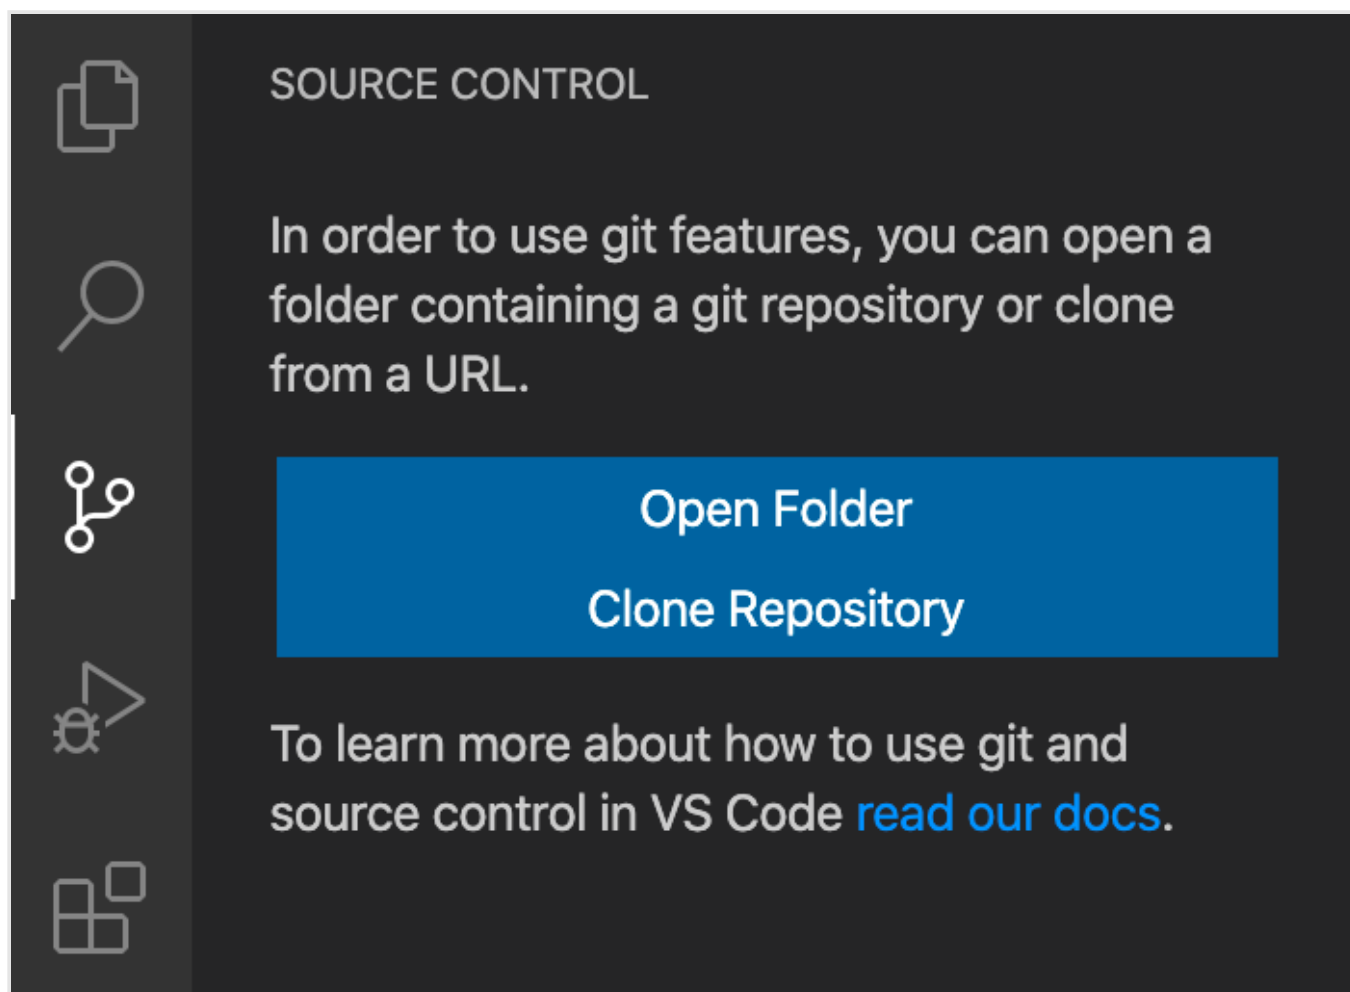 SOURCE CONTROL
In order to use git features, you can open a
folder containing a git repository or clone
from a URL.
Open Folder
Clone Repository
To learn more about how to use git and
source control in VS Code read our docs.